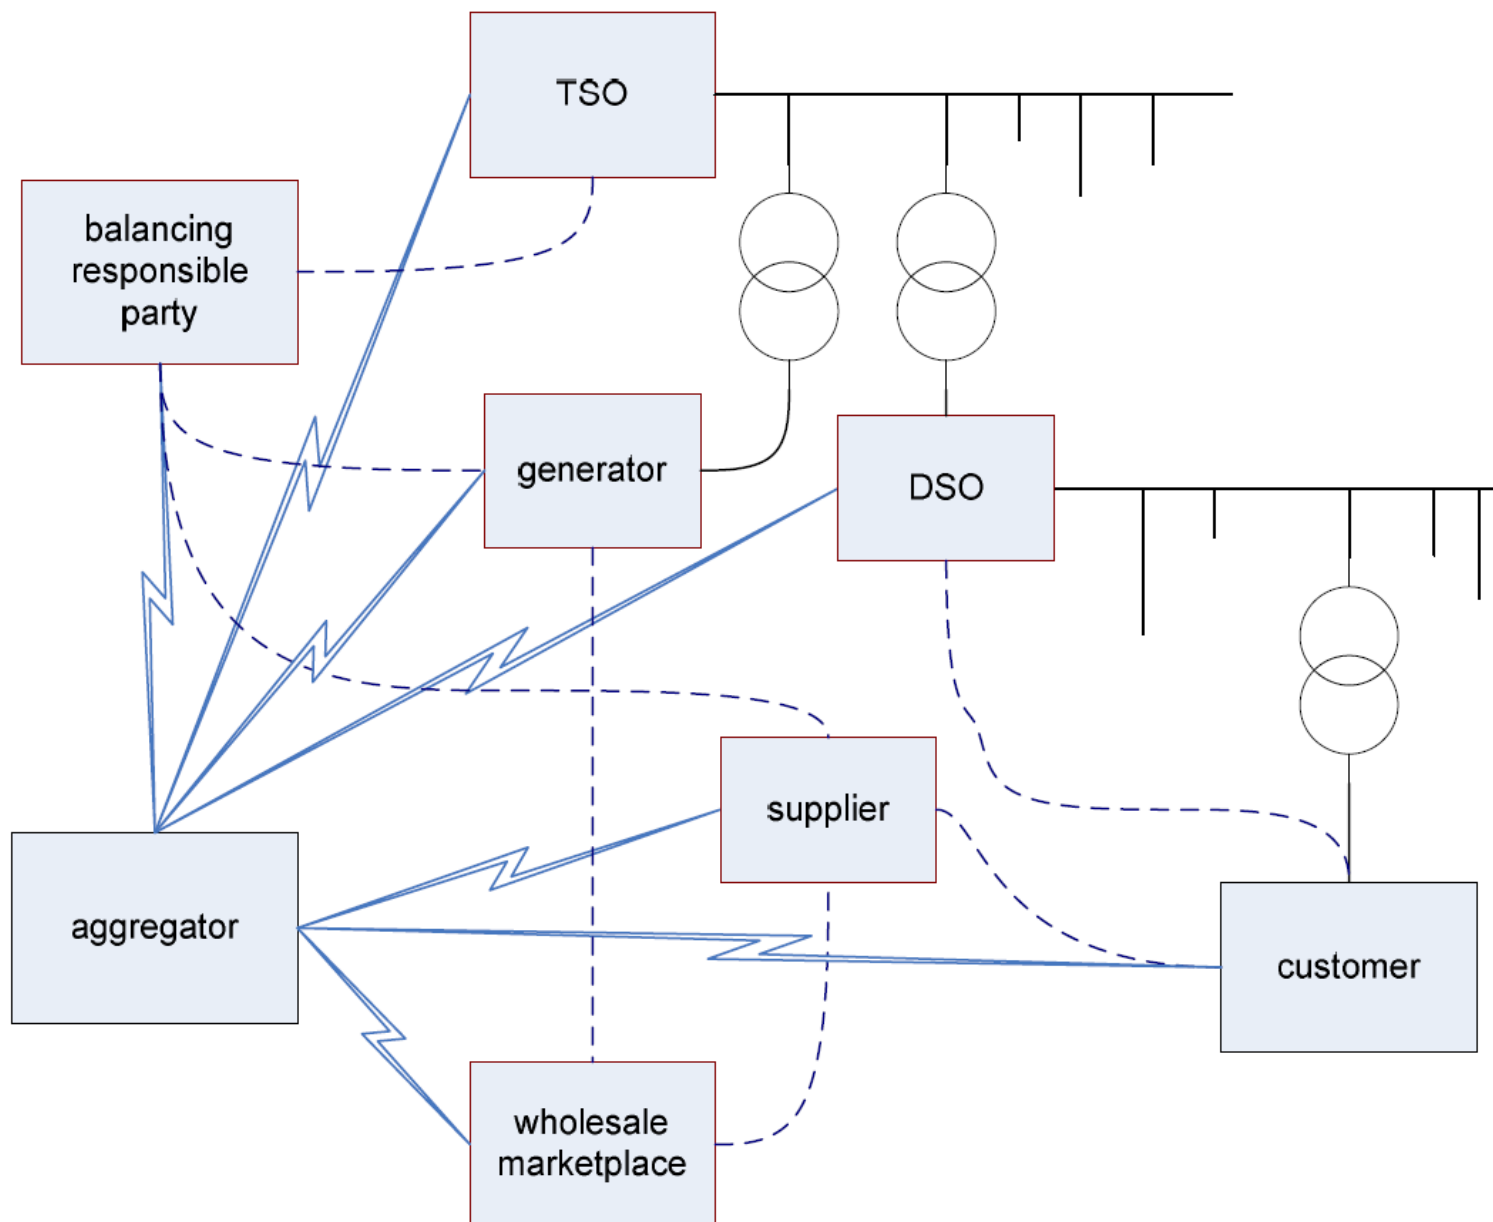 TSO
balancing
responsible
party
generator
DSO
supplier
aggregator
customer
wholesale
marketplace